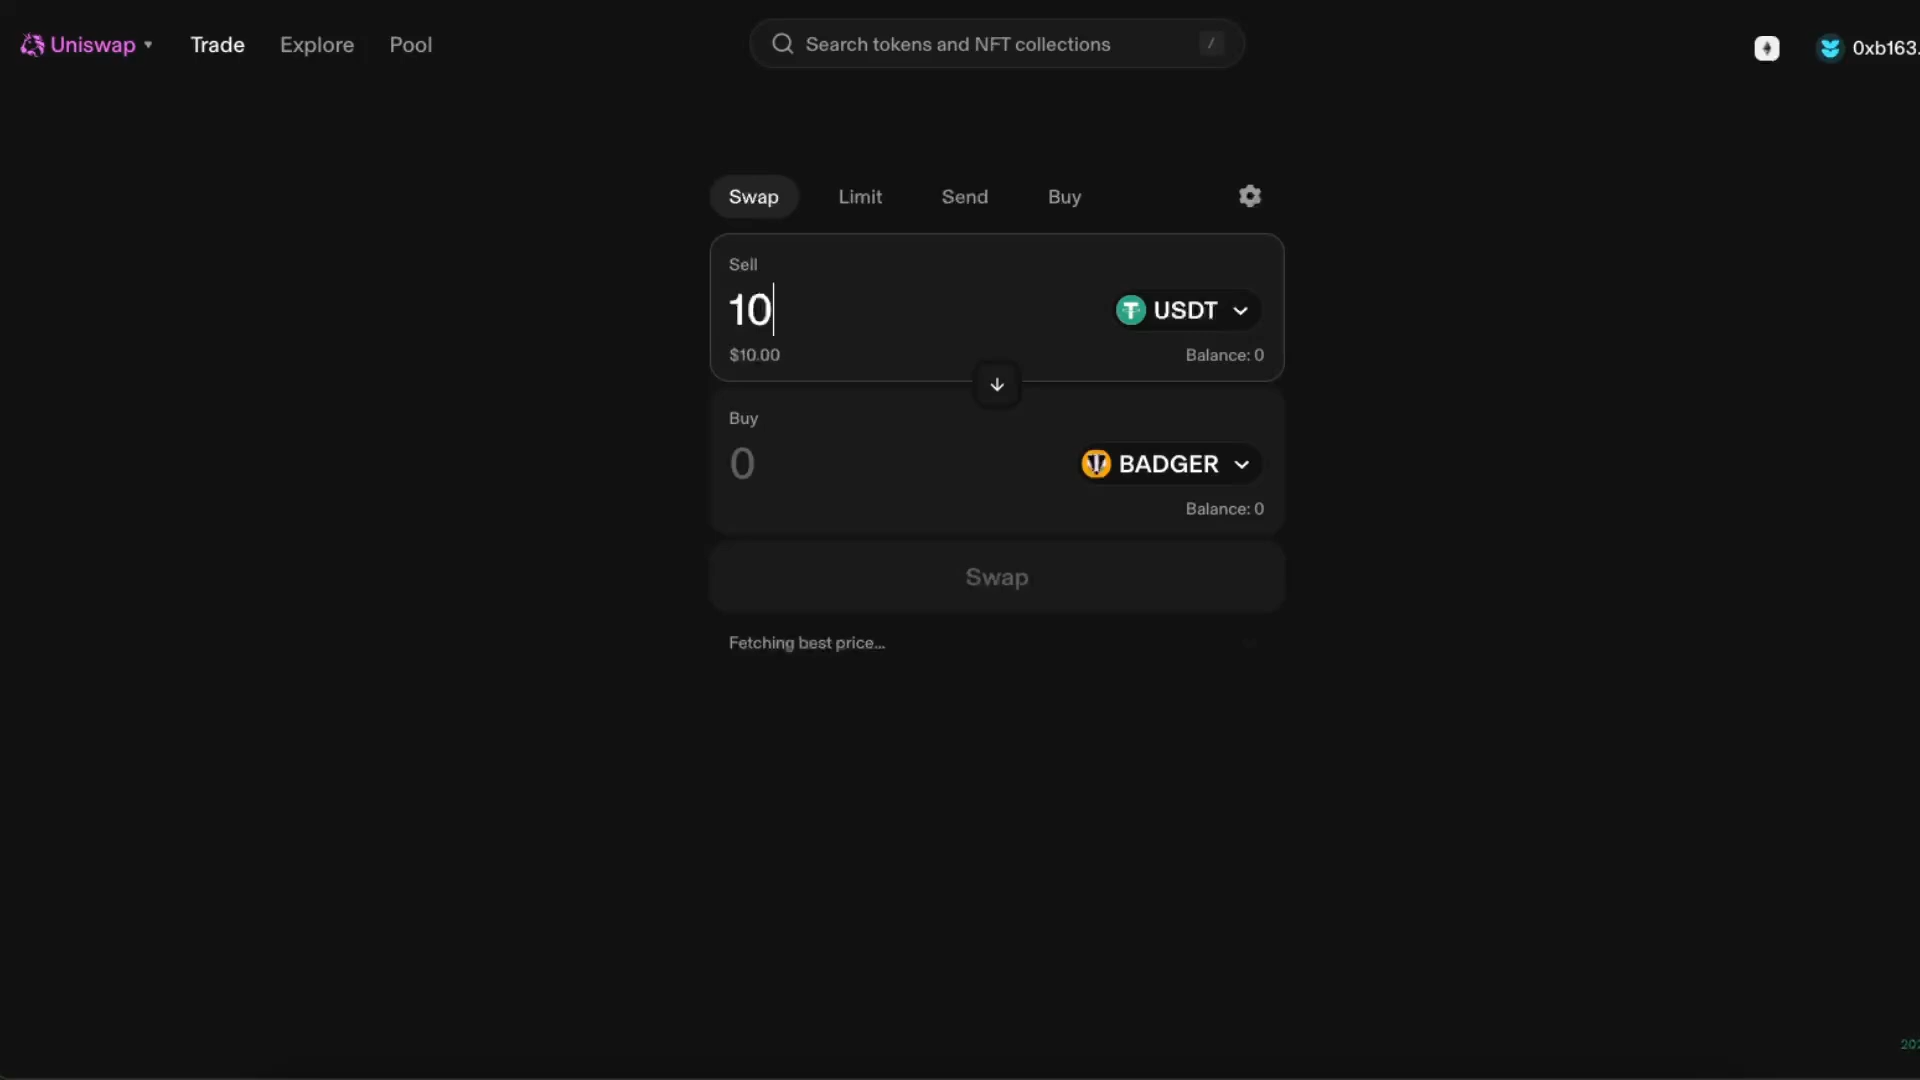 Uniswap Trade Explore Pool Search tokens and NFT collections / 0xb163.
Swap Limit Send Buy
Sell
10 USDT
$10.00 Balance: 0
Buy
0 BADGER
Balance: 0
Swap
Fetching best price...